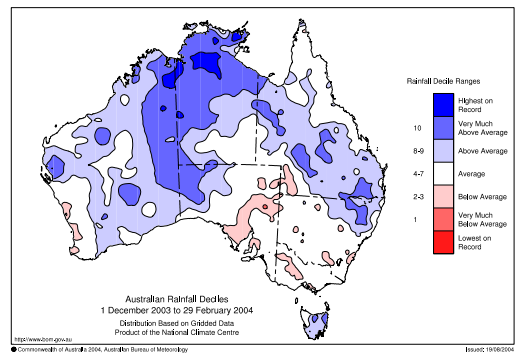 Rainfall Decile Ranges
Highest on
Record
10
Very Much
Above Average
8-9
Above Average
4-7
Average
2-3
Below Average
1
Very Much
Below Average
Lowest on
Record
Australian Rainfall Deciles
1 December 2003 to 29 February 2004
Distribution Based on Gridded Data
Product of the National Climate Centre
http://www.bom.gov.au
© Commonwealth of Australia 2004, Australian Bureau of Meteorology
Issued: 19/08/2004